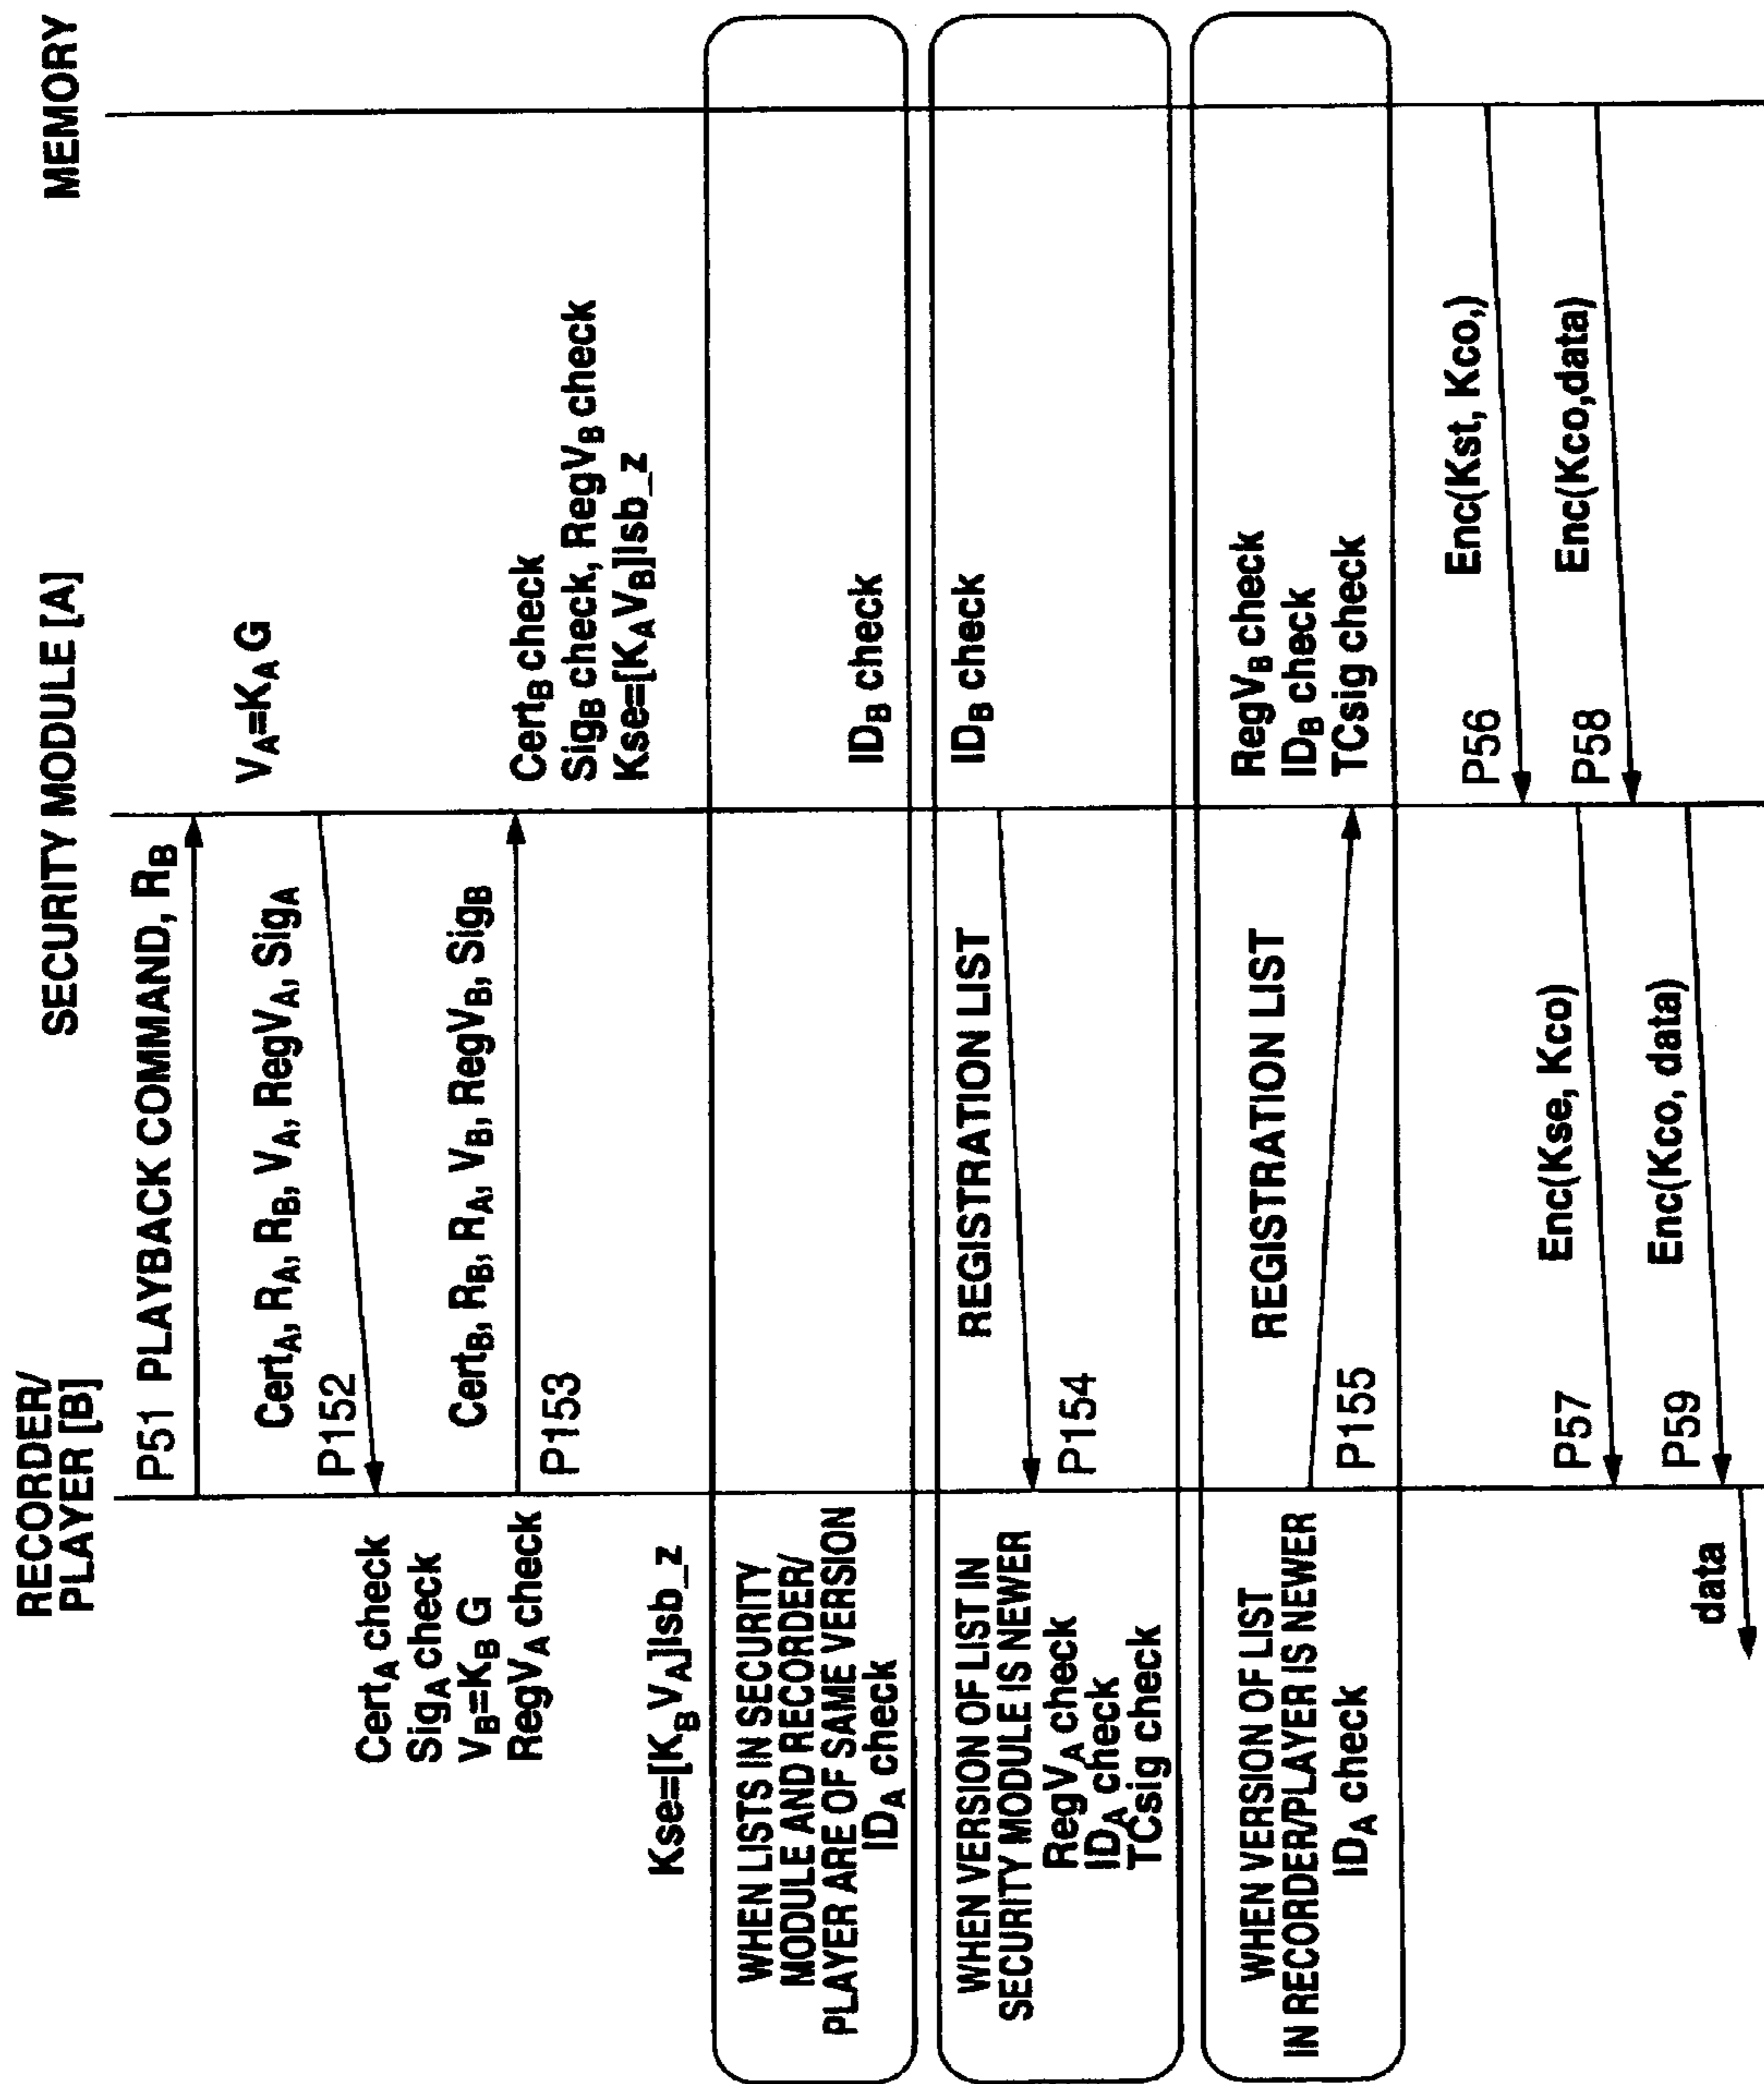 RECORDER/
PLAYER [B]
SECURITY MODULE [A]
MEMORY
P51 PLAYBACK COMMAND, R_B
V_A=K_A G
Cert_A, R_A, R_B, V_A, RegV_A, Sig_A
P152
Cert_A check
Sig_A check
V_B=K_B G
RegV_A check
Cert_B, R_B, R_A, V_B, RegV_B, Sig_B
P153
Cert_B check
Sig_B check, RegV_B check
Kse=[K_A V_B]lsb_z
Kse=[K_B V_A]lsb_z
WHEN LISTS IN SECURITY
MODULE AND RECORDER/
PLAYER ARE OF SAME VERSION
ID_A check
ID_B check
WHEN VERSION OF LIST IN
SECURITY MODULE IS NEWER
RegV_A check
ID_A check
TCsig check
REGISTRATION LIST
P154
ID_B check
WHEN VERSION OF LIST
IN RECORDER/PLAYER IS NEWER
ID_A check
REGISTRATION LIST
P155
RegV_B check
ID_B check
TCsig check
Enc(Kst, Kco,)
P56
Enc(Kse, Kco)
P57
Enc(Kco,data)
P58
Enc(Kco, data)
P59
data